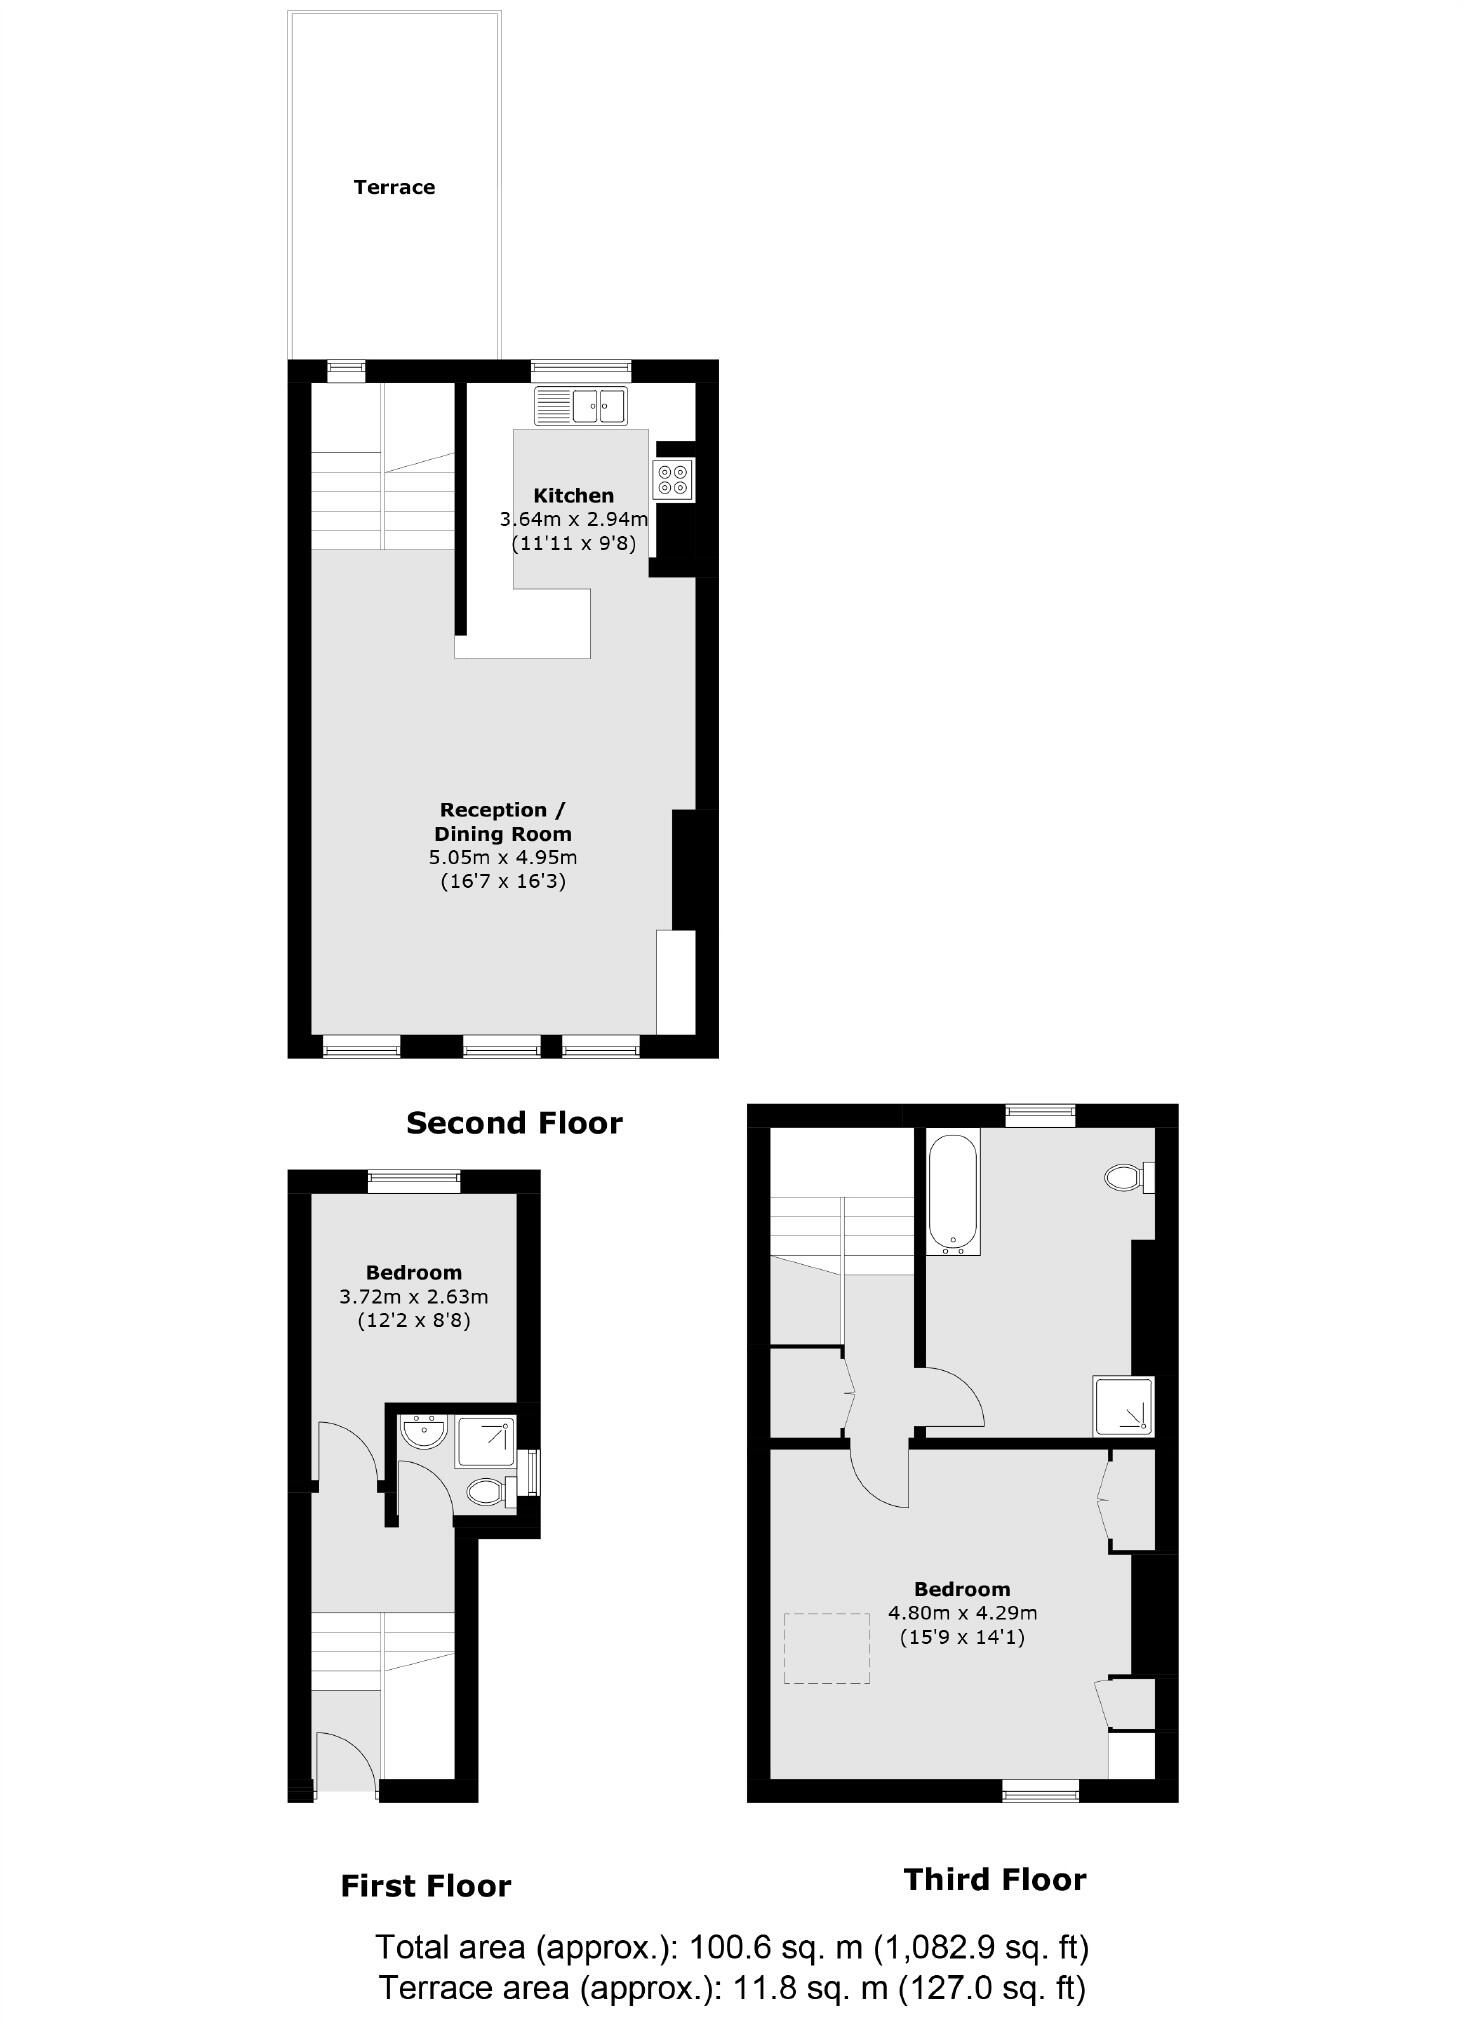 Terrace
Kitchen
3.64m x 2.94m
(11'11 x 9'8)
Reception /
Dining Room
5.05m x 4.95m
(16'7 x 16'3)
Second Floor
Bedroom
3.72m x 2.63m
(12'2 x 8'8)
First Floor
Bedroom
4.80m x 4.29m
(15'9 x 14'1)
Third Floor
Total area (approx.): 100.6 sq. m (1,082.9 sq. ft)
Terrace area (approx.): 11.8 sq. m (127.0 sq. ft)